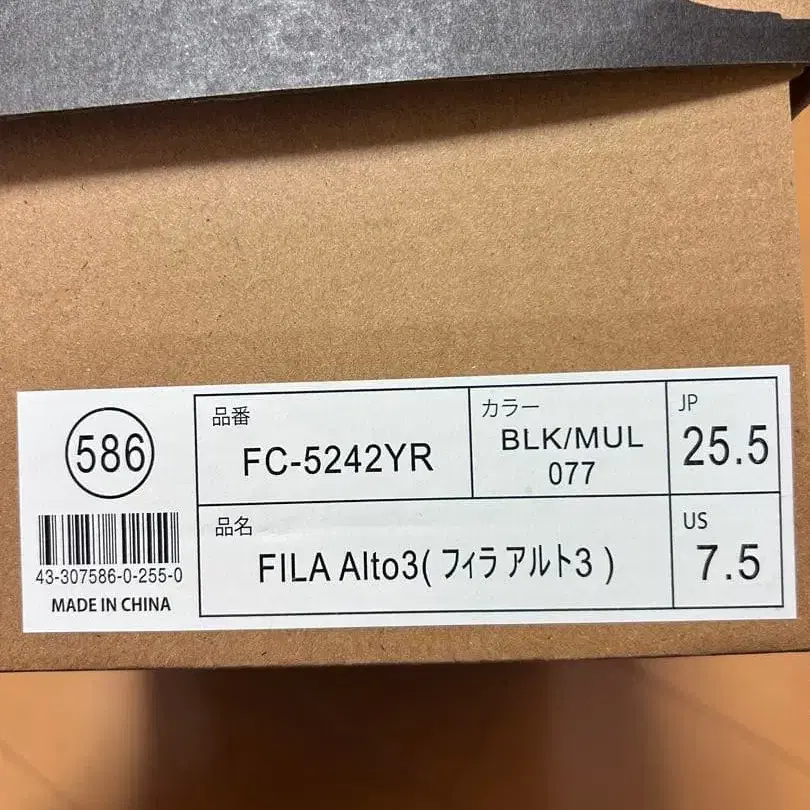 586
43-307586-0-255-0
MADE IN CHINA
品番
FC-5242YR
カラー
BLK/MUL
077
JP
25.5
品名
FILA Alto3( フィラ アルト3 )
US
7.5